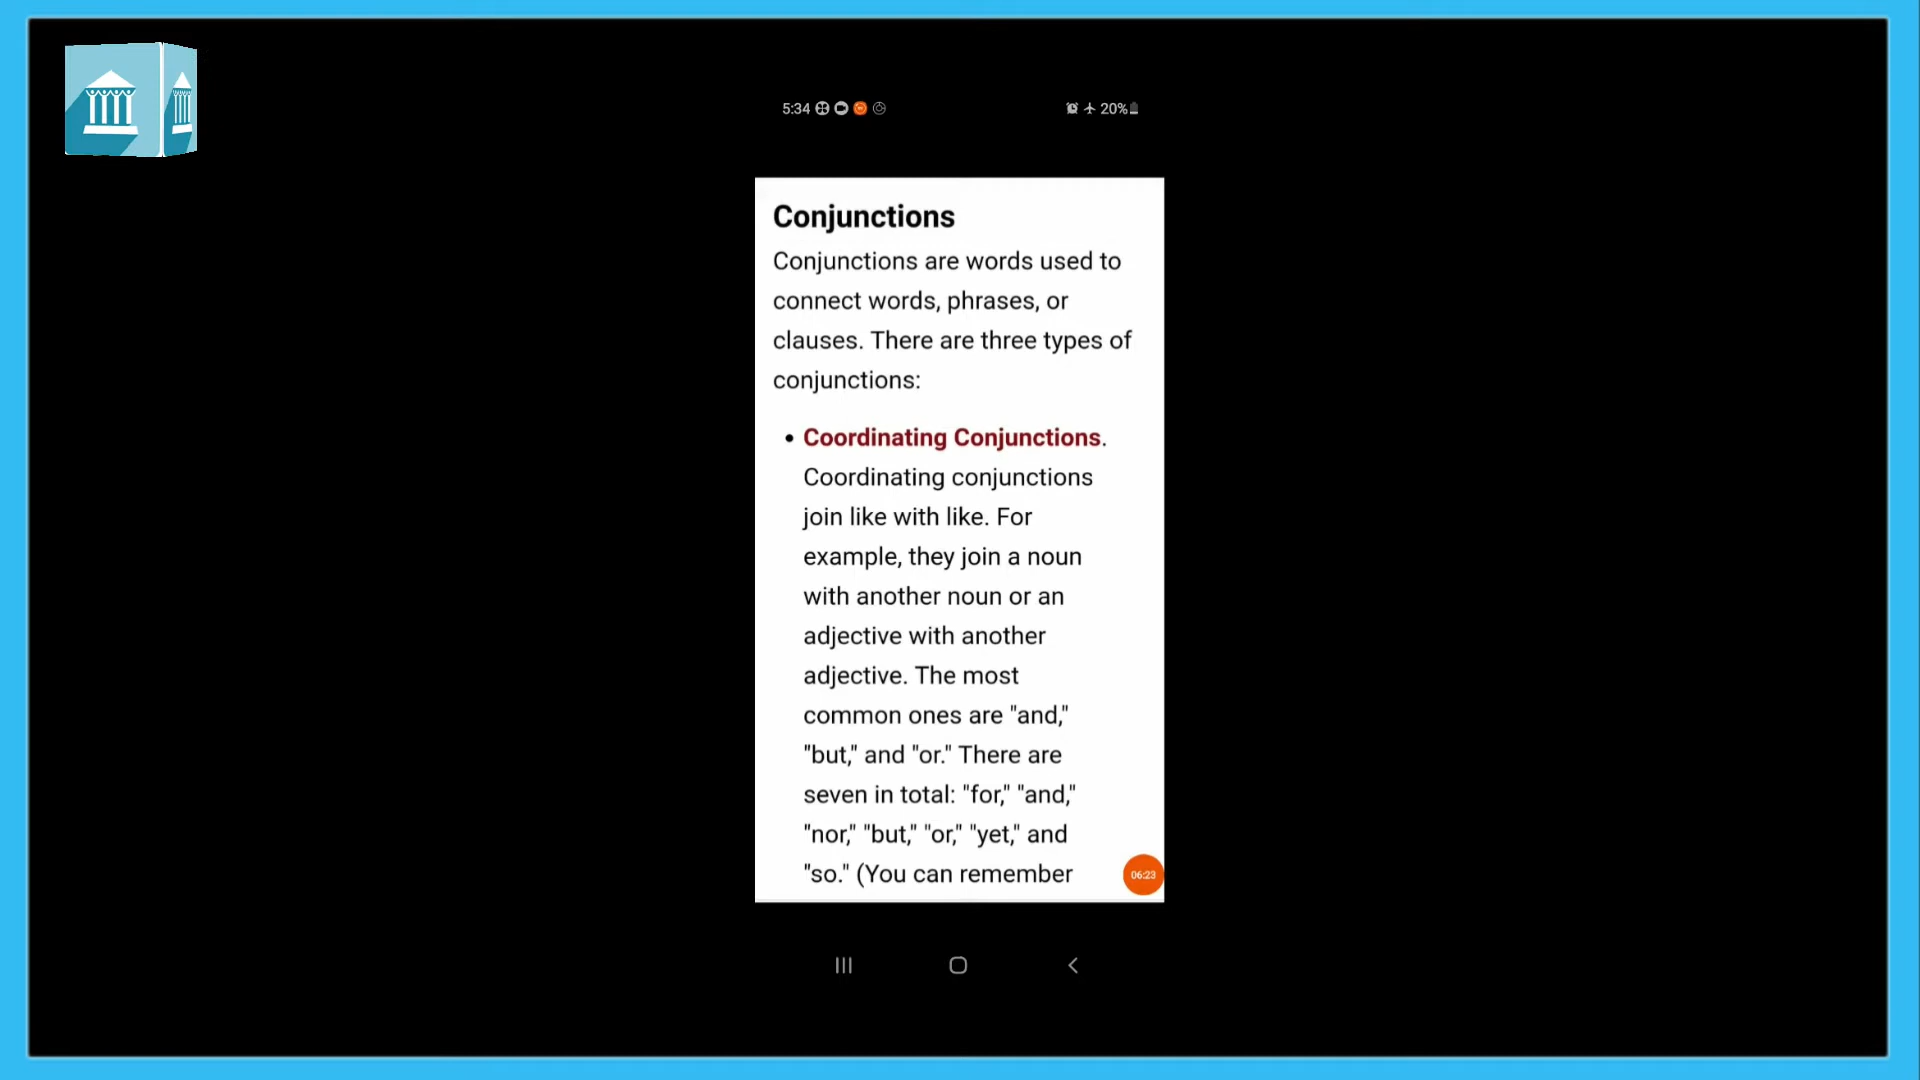 5:34
20%
Conjunctions
Conjunctions are words used to
connect words, phrases, or
clauses. There are three types of
conjunctions:
• Coordinating Conjunctions.
Coordinating conjunctions
join like with like. For
example, they join a noun
with another noun or an
adjective with another
adjective. The most
common ones are "and,"
"but," and "or." There are
seven in total: "for," "and,"
"nor," "but," "or," "yet," and
"so." (You can remember
06:23